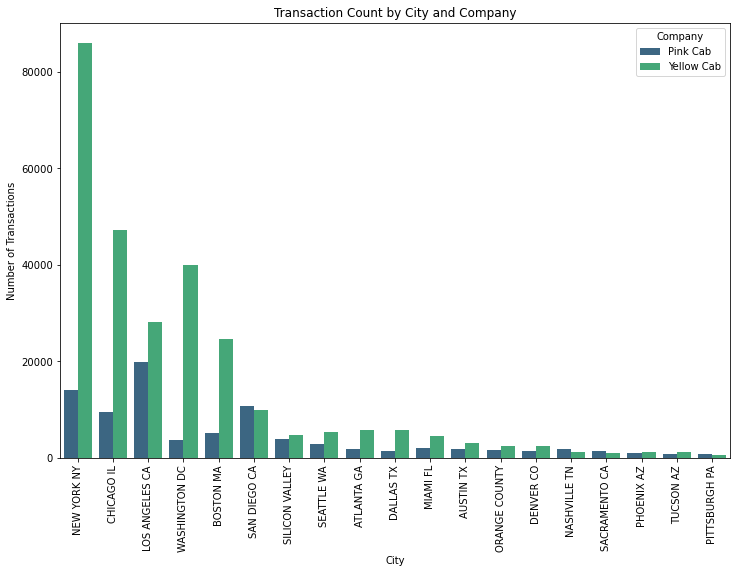 Transaction Count by City and Company
Company
Pink Cab
Yellow Cab
Number of Transactions
80000
60000
40000
20000
0
NEW YORK NY
CHICAGO IL
LOS ANGELES CA
WASHINGTON DC
BOSTON MA
SAN DIEGO CA
SILICON VALLEY
SEATTLE WA
ATLANTA GA
DALLAS TX
MIAMI FL
AUSTIN TX
ORANGE COUNTY
DENVER CO
NASHVILLE TN
SACRAMENTO CA
PHOENIX AZ
TUCSON AZ
PITTSBURGH PA
City